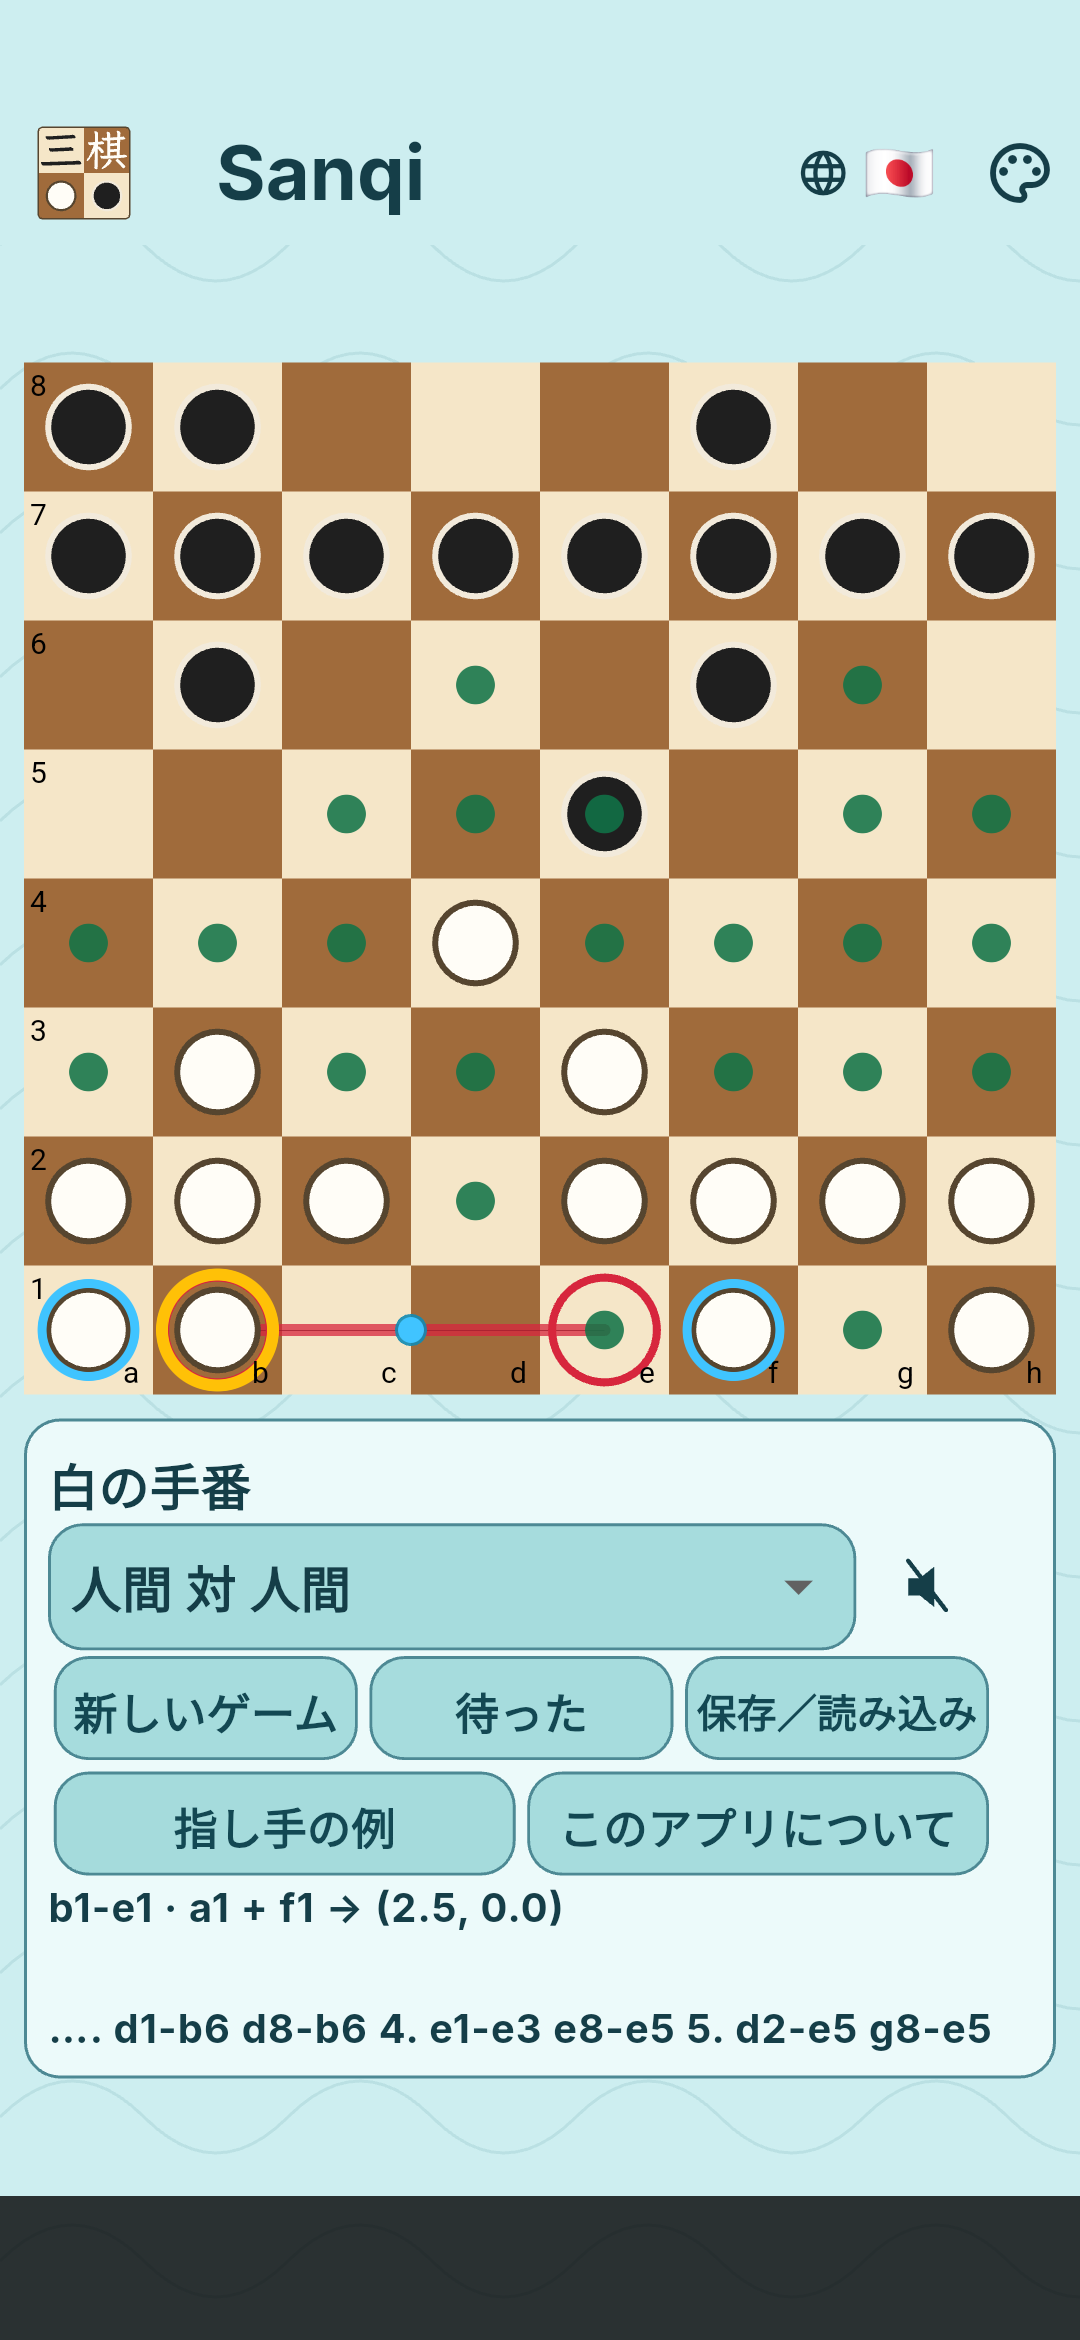 三棋
Sanqi
8
7
6
5
4
3
2
1
a b c d e f g h
白の手番
人間 対 人間
新しいゲーム 待った 保存／読み込み
指し手の例 このアプリについて
b1-e1 · a1 + f1 → (2.5, 0.0)
.... d1-b6 d8-b6 4. e1-e3 e8-e5 5. d2-e5 g8-e5